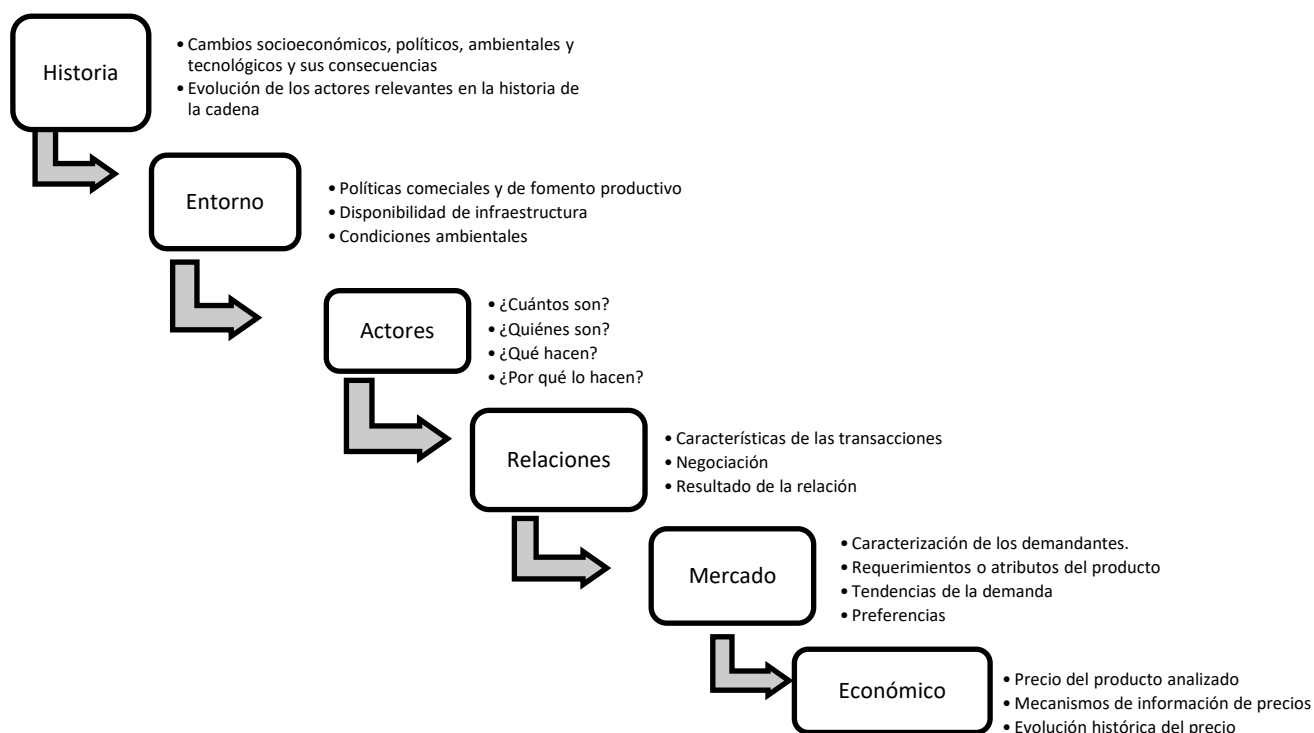 Historia
• Cambios socioeconómicos, políticos, ambientales y
tecnológicos y sus consecuencias
• Evolución de los actores relevantes en la historia de
la cadena
Entorno
• Políticas comeciales y de fomento productivo
• Disponibilidad de infraestructura
• Condiciones ambientales
Actores
• ¿Cuántos son?
• ¿Quiénes son?
• ¿Qué hacen?
• ¿Por qué lo hacen?
Relaciones
• Características de las transacciones
• Negociación
• Resultado de la relación
Mercado
• Caracterización de los demandantes.
• Requerimientos o atributos del producto
• Tendencias de la demanda
• Preferencias
Económico
• Precio del producto analizado
• Mecanismos de información de precios
• Evolución histórica del precio